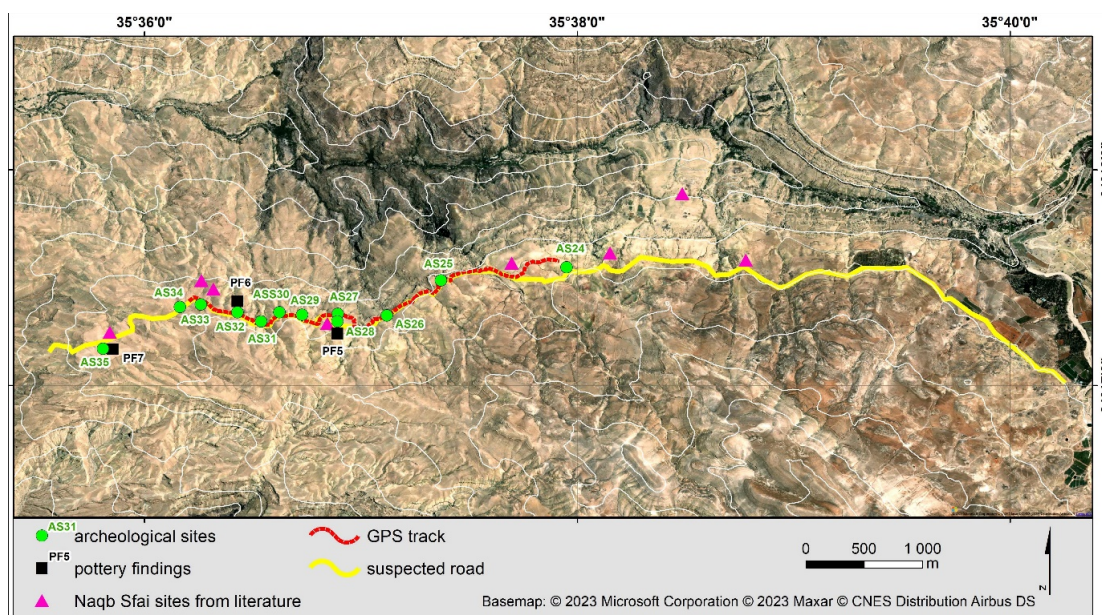 35°36'0" 35°38'0" 35°40'0"
AS24
AS25
PF6
AS34 ASS30 AS29 AS27
AS33 AS32 AS28 AS26
AS31
PF5
AS35 PF7
AS31 archeological sites GPS track
PF5 pottery findings suspected road
0 500 1 000
m
Naqb Sfai sites from literature Basemap: © 2023 Microsoft Corporation © 2023 Maxar © CNES Distribution Airbus DS
z